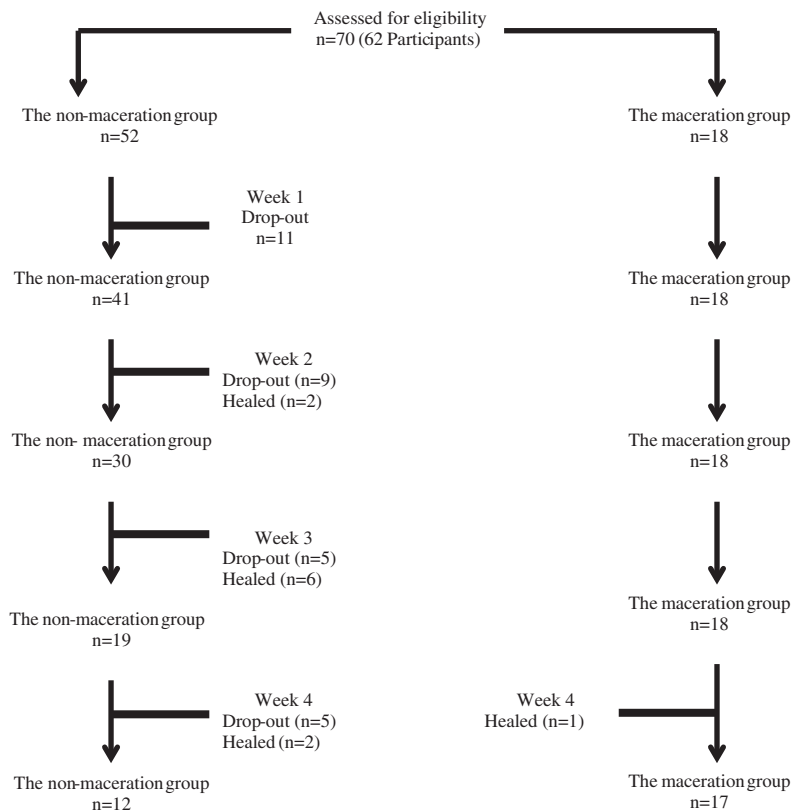 Assessed for eligibility
n=70 (62 Participants)
The non-maceration group
n=52
The maceration group
n=18
Week 1
Drop-out
n=11
The non-maceration group
n=41
The maceration group
n=18
Week 2
Drop-out (n=9)
Healed (n=2)
The non- maceration group
n=30
The maceration group
n=18
Week 3
Drop-out (n=5)
Healed (n=6)
The non-maceration group
n=19
The maceration group
n=18
Week 4
Drop-out (n=5)
Healed (n=2)
Week 4
Healed (n=1)
The non-maceration group
n=12
The maceration group
n=17